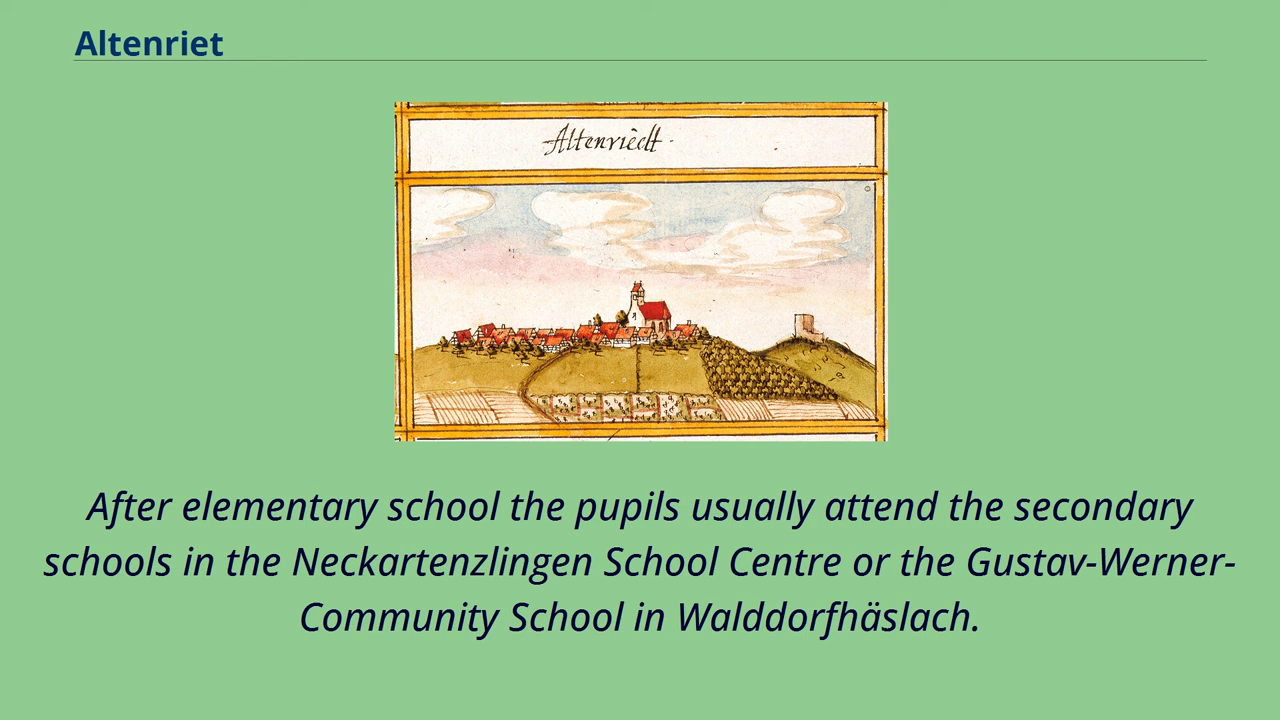 Altenriet
Altenriedt.
After elementary school the pupils usually attend the secondary
schools in the Neckartenzlingen School Centre or the Gustav-Werner-
Community School in Walddorfhäslach.